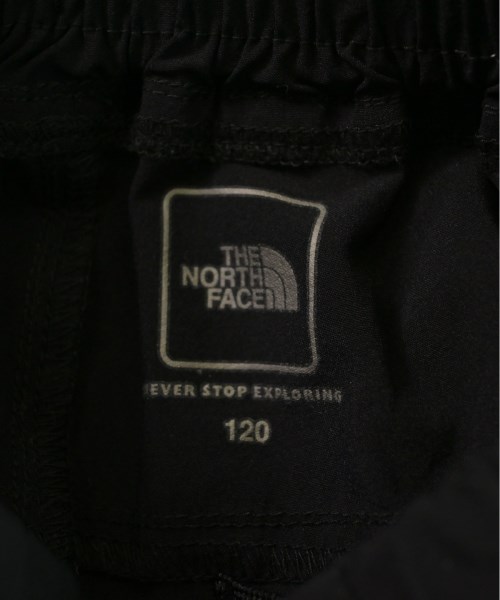 THE
NORTH
FACE
NEVER STOP EXPLORING
120